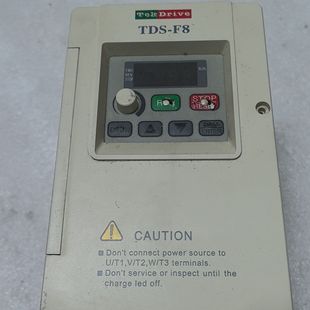 TekDrive
TDS-F8
RUN
STOP
CAUTION
Don't connect power source to
U/T1,V/T2,W/T3 terminals.
Don't service or inspect until the
charge led off.